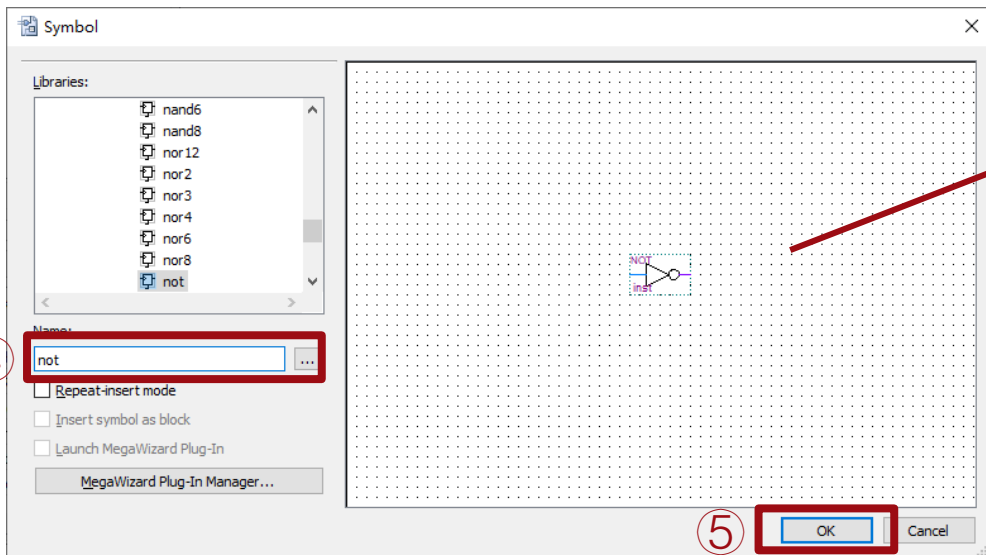 Symbol
Libraries:
nand6
nand8
nor12
nor2
nor3
nor4
nor6
nor8
not
Name:
not
...
Repeat-insert mode
Insert symbol as block
Launch MegaWizard Plug-In
MegaWizard Plug-In Manager...
NOT
inst
⑤
OK
Cancel